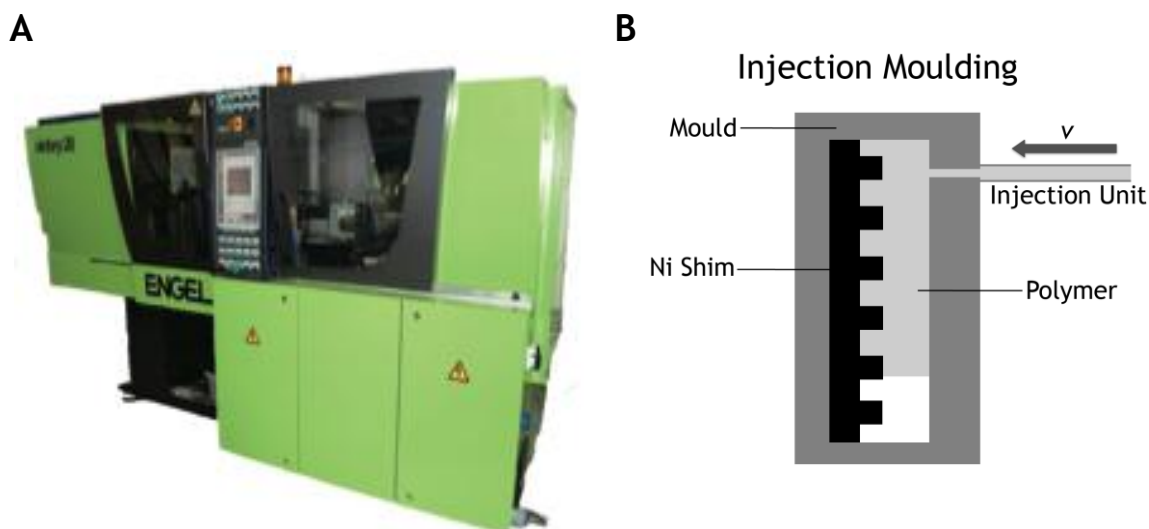 A
B
Injection Moulding
Mould
v
Injection Unit
Ni Shim
Polymer
ENGEL